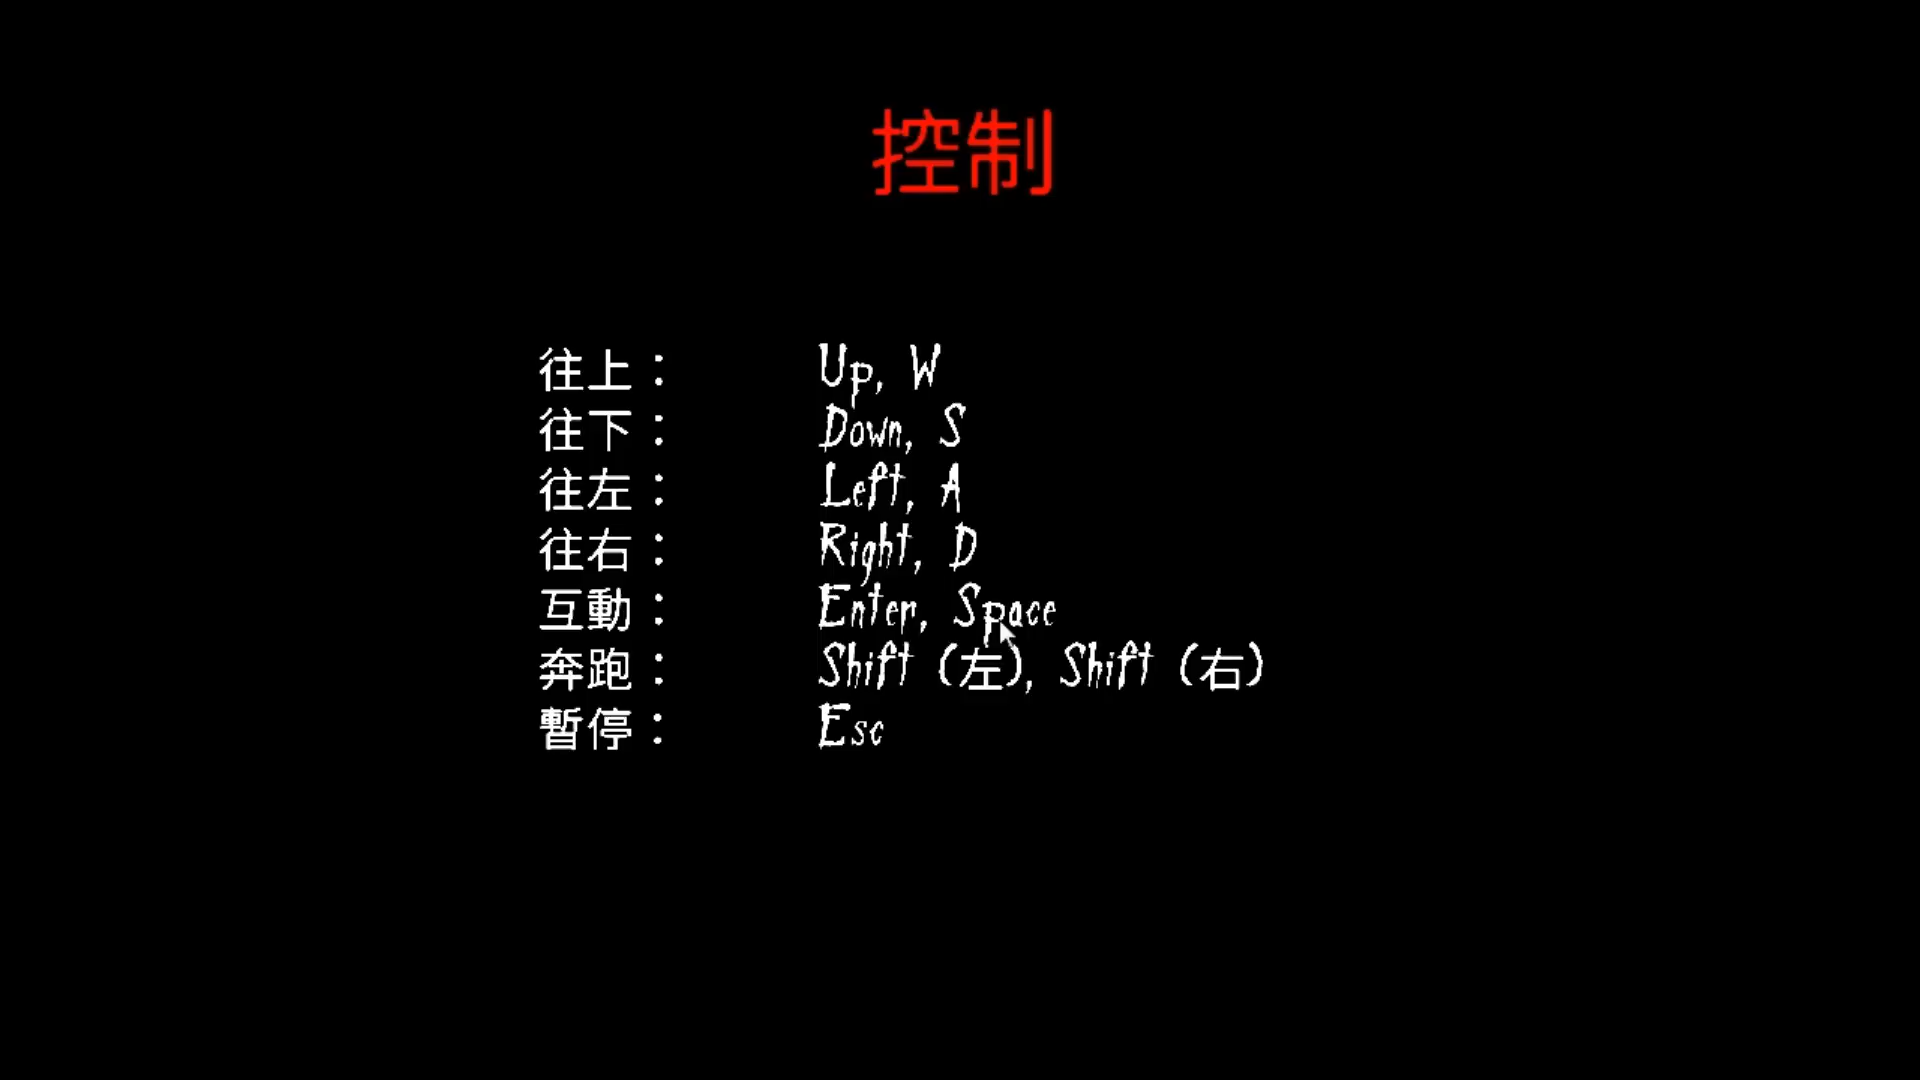 控制
往上： Up, W
往下： Down, S
往左： Left, A
往右： Right, D
互動： Enter, Space
奔跑： Shift (左), Shift (右)
暫停： Esc